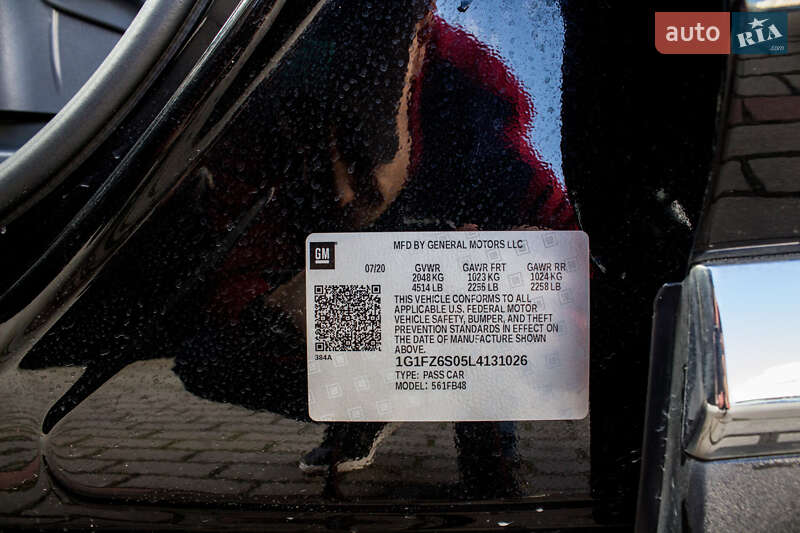 auto RIA
.com
MFD BY GENERAL MOTORS LLC
GM
07/20 GVWR GAWR FRT GAWR RR
2048 KG 1023 KG 1024 KG
4514 LB 2256 LB 2258 LB
THIS VEHICLE CONFORMS TO ALL
APPLICABLE U.S. FEDERAL MOTOR
VEHICLE SAFETY, BUMPER, AND THEFT
PREVENTION STANDARDS IN EFFECT ON
THE DATE OF MANUFACTURE SHOWN
ABOVE.
384A
1G1FZ6S05L4131026
TYPE: PASS CAR
MODEL: 561FB48